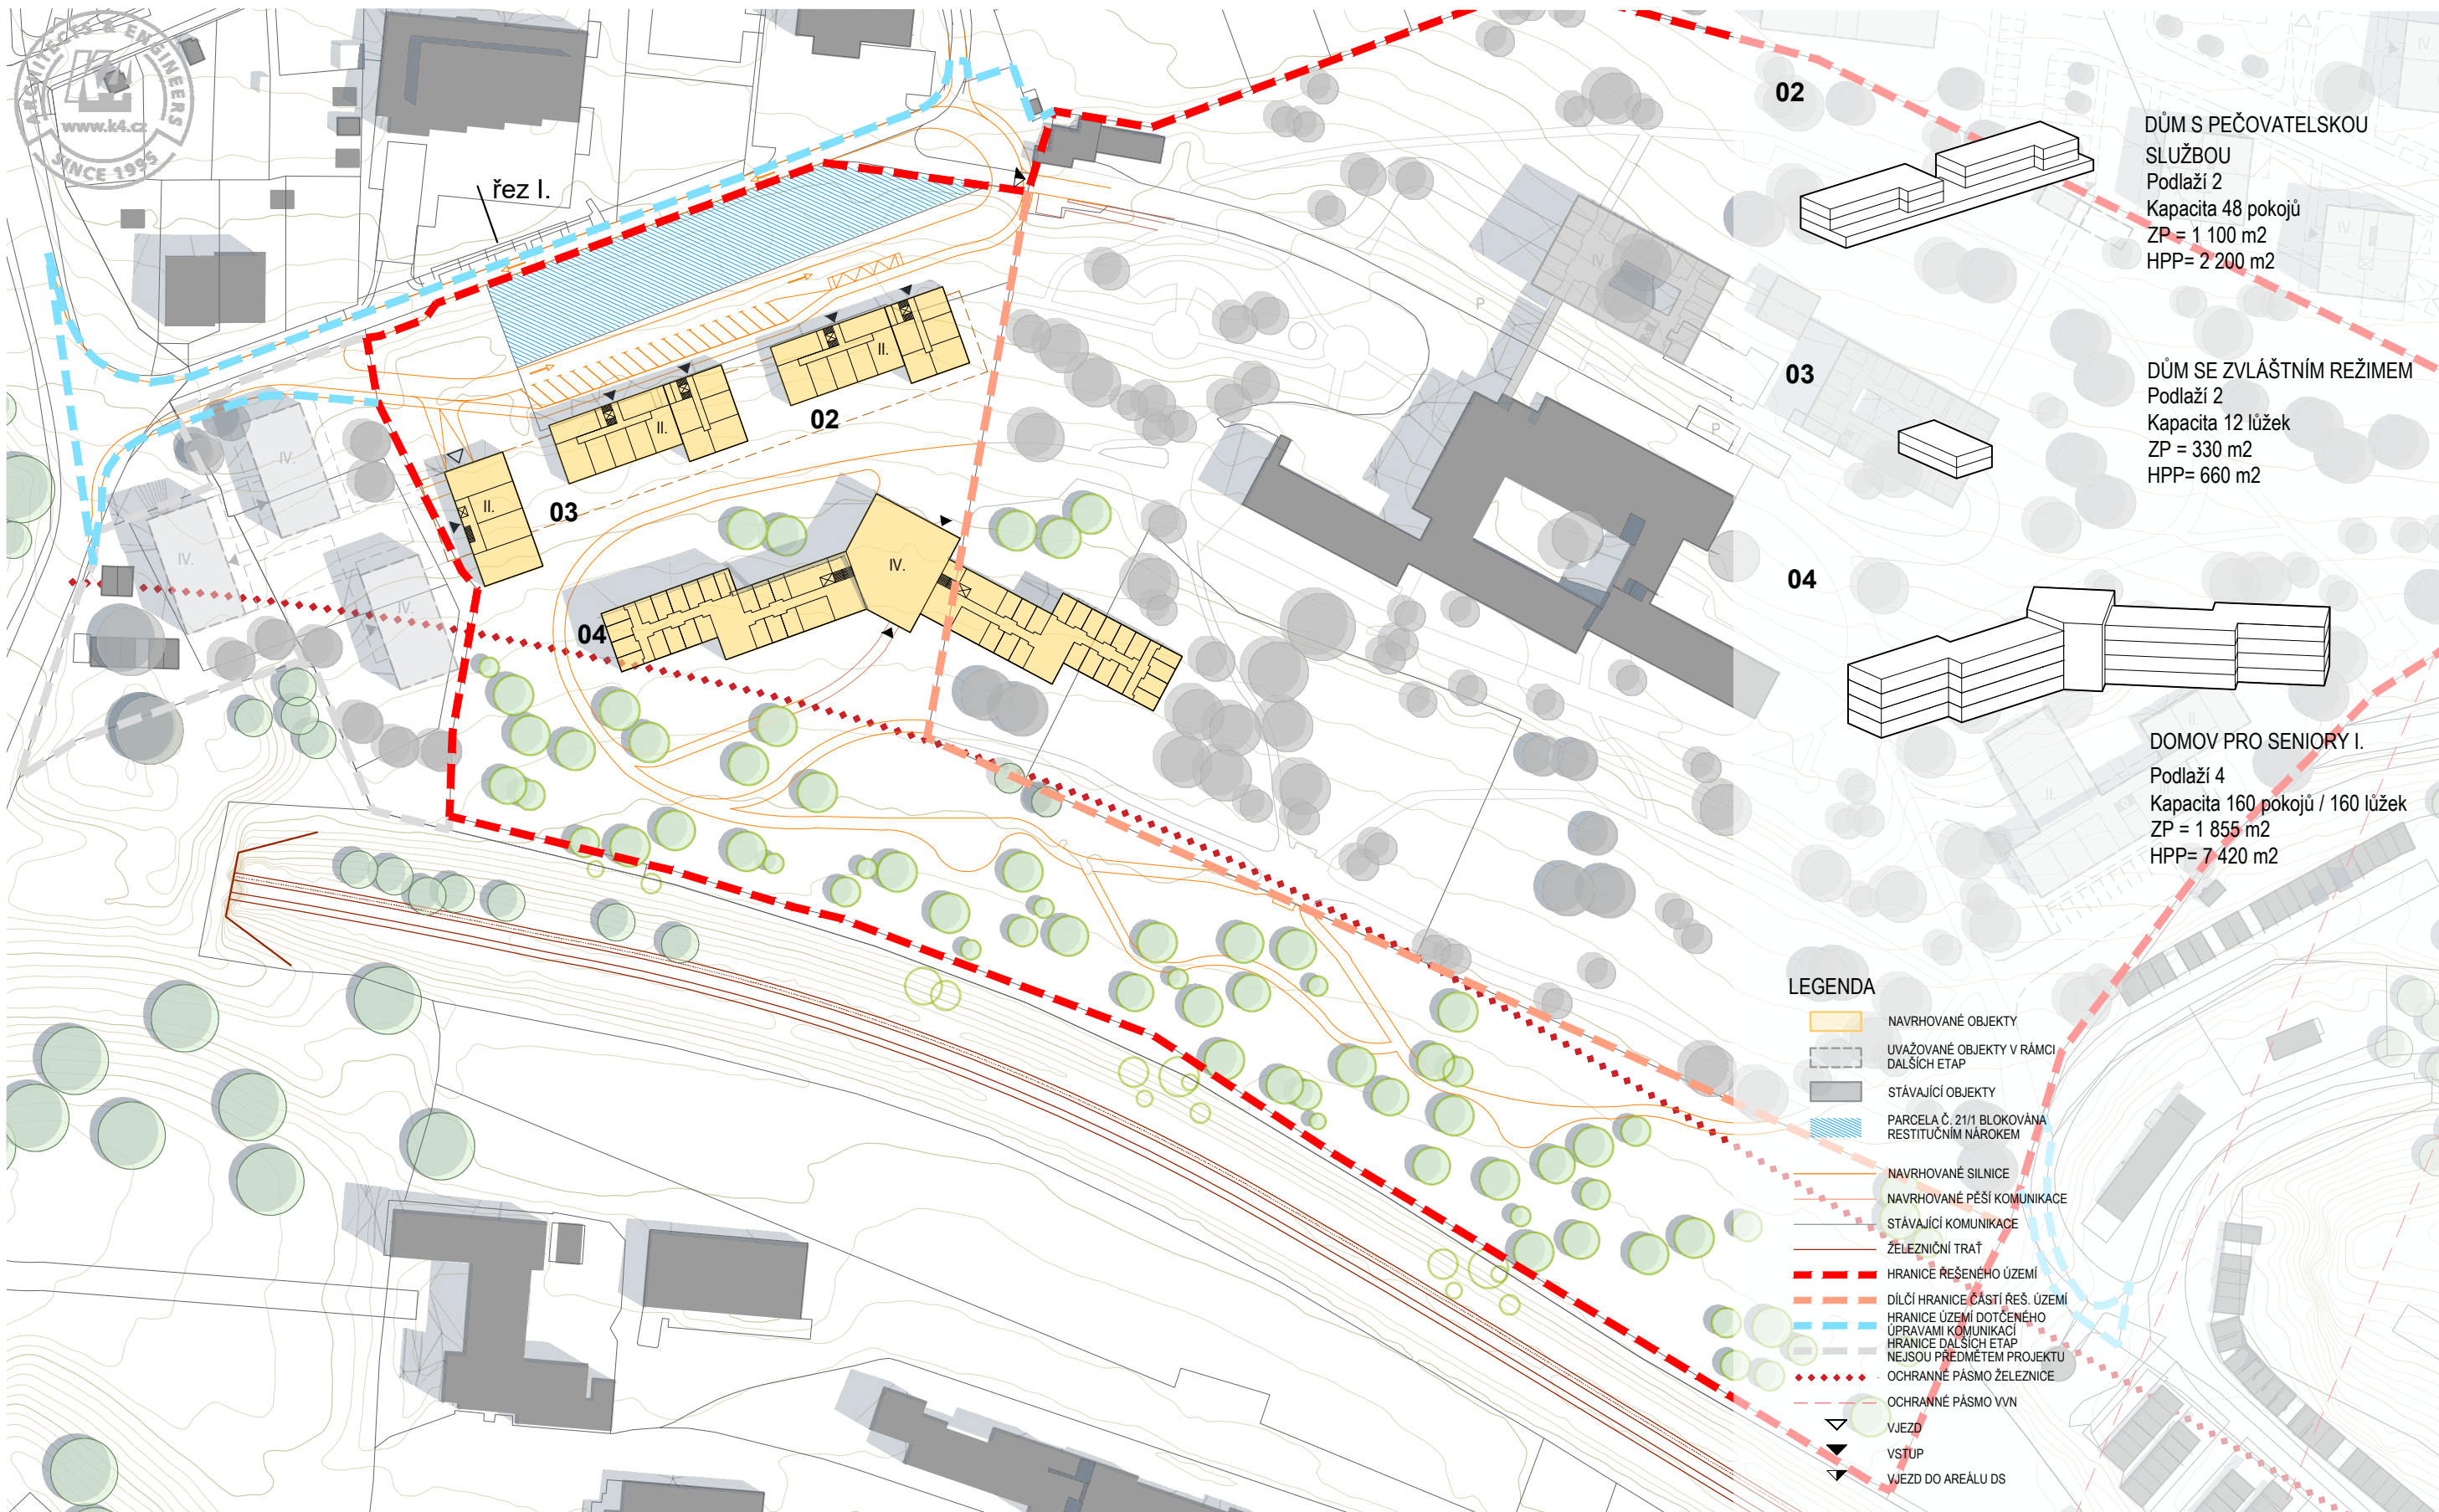 ARCHITECTS & ENGINEERS
K4
www.k4.cz
SINCE 1995
řez I.
II.
II.
02
II.
03
IV.
04
IV.
IV.
IV.
IV.
P
P
IV.
IV.
II.
II.
02
DŮM S PEČOVATELSKOU
SLUŽBOU
Podlaží 2
Kapacita 48 pokojů
ZP = 1 100 m2
HPP= 2 200 m2
03
DŮM SE ZVLÁŠTNÍM REŽIMEM
Podlaží 2
Kapacita 12 lůžek
ZP = 330 m2
HPP= 660 m2
04
DOMOV PRO SENIORY I.
Podlaží 4
Kapacita 160 pokojů / 160 lůžek
ZP = 1 855 m2
HPP= 7 420 m2
LEGENDA
NAVRHOVANÉ OBJEKTY
UVAŽOVANÉ OBJEKTY V RÁMCI
DALŠÍCH ETAP
STÁVAJÍCÍ OBJEKTY
PARCELA Č. 21/1 BLOKOVÁNA
RESTITUČNÍM NÁROKEM
NAVRHOVANÉ SILNICE
NAVRHOVANÉ PĚŠÍ KOMUNIKACE
STÁVAJÍCÍ KOMUNIKACE
ŽELEZNIČNÍ TRAŤ
HRANICE ŘEŠENÉHO ÚZEMÍ
DÍLČÍ HRANICE ČÁSTÍ ŘEŠ. ÚZEMÍ
HRANICE ÚZEMÍ DOTČENÉHO
ÚPRAVAMI KOMUNIKACÍ
HRANICE DALŠÍCH ETAP
NEJSOU PŘEDMĚTEM PROJEKTU
OCHRANNÉ PÁSMO ŽELEZNICE
OCHRANNÉ PÁSMO VVN
VJEZD
VSTUP
VJEZD DO AREÁLU DS